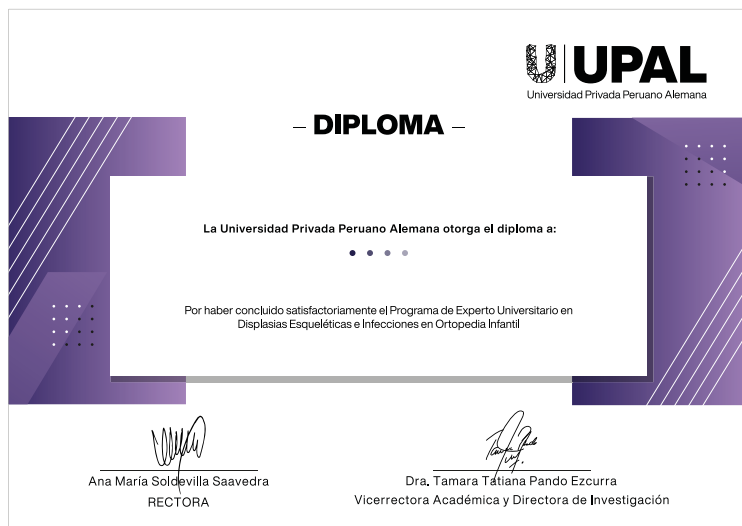 UPAL
Universidad Privada Peruano Alemana
– DIPLOMA –
La Universidad Privada Peruano Alemana otorga el diploma a:
Por haber concluido satisfactoriamente el Programa de Experto Universitario en
Displasias Esqueléticas e Infecciones en Ortopedia Infantil
Ana María Soldevilla Saavedra
RECTORA
Dra. Tamara Tatiana Pando Ezcurra
Vicerrectora Académica y Directora de Investigación